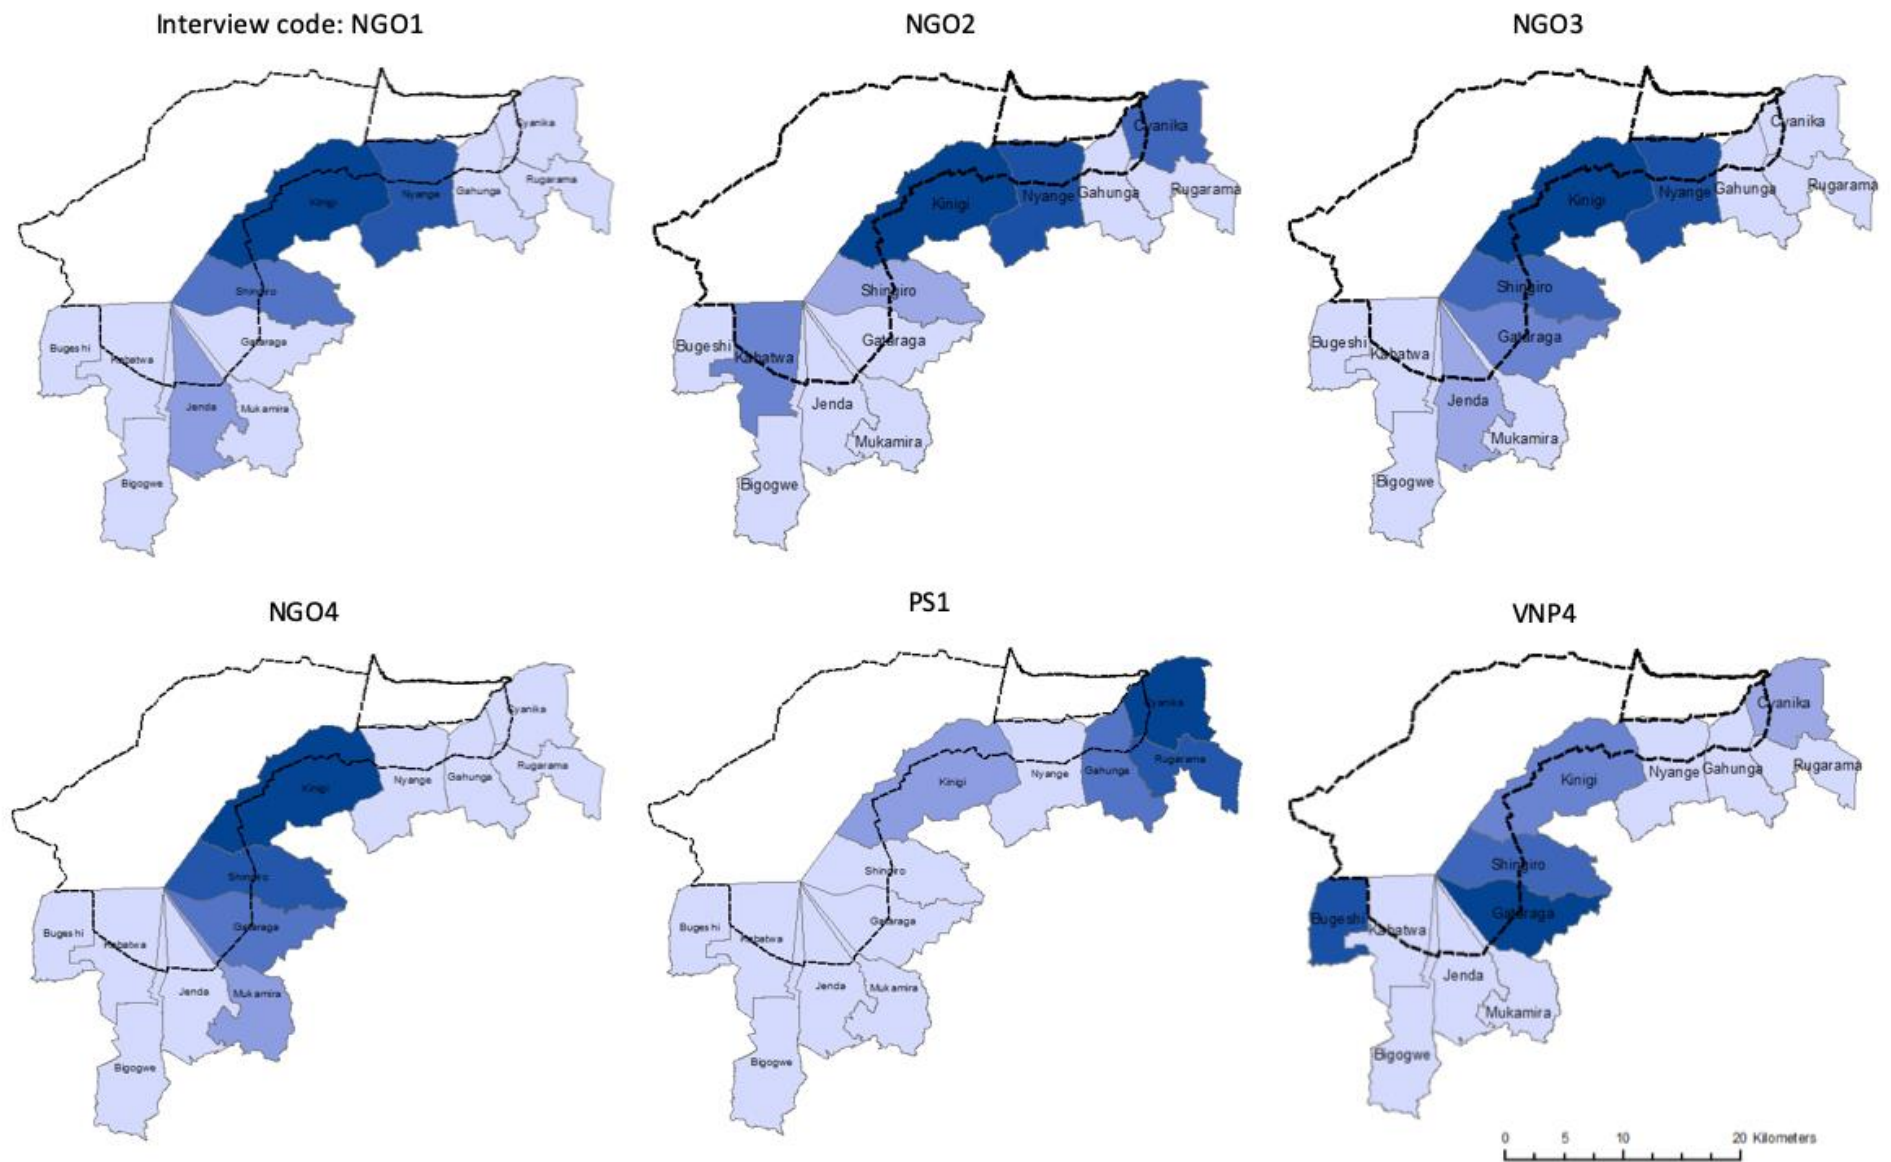 Interview code: NGO1
NGO2
NGO3
Cyanika
Rugarama
Gahunga
Nyange
Kinigi
Shingiro
Gataraga
Bugeshi
Kabatwa
Jenda
Mukamira
Bigogwe
Cyanika
Rugarama
Gahunga
Nyange
Kinigi
Shingiro
Gataraga
Bugeshi
Kabatwa
Jenda
Mukamira
Bigogwe
Cyanika
Rugarama
Gahunga
Nyange
Kinigi
Shingiro
Gataraga
Bugeshi
Kabatwa
Jenda
Mukamira
Bigogwe
NGO4
PS1
VNP4
Cyanika
Rugarama
Gahunga
Nyange
Kinigi
Shingiro
Gataraga
Bugeshi
Kabatwa
Jenda
Mukamira
Bigogwe
Cyanika
Rugarama
Gahunga
Nyange
Kinigi
Shingiro
Gataraga
Bugeshi
Kabatwa
Jenda
Mukamira
Bigogwe
Cyanika
Rugarama
Gahunga
Nyange
Kinigi
Shingiro
Gataraga
Bugeshi
Kabatwa
Jenda
Mukamira
Bigogwe
0 5 10 20 Kilometers